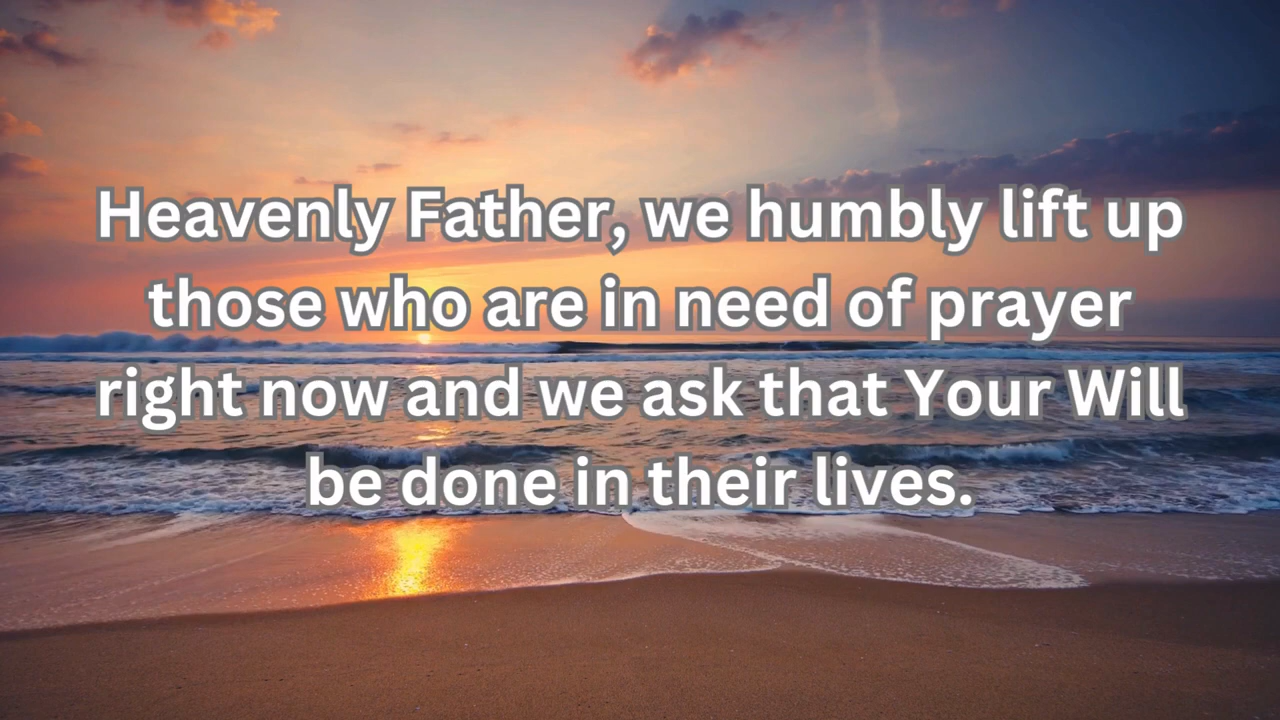 Heavenly Father, we humbly lift up
those who are in need of prayer
right now and we ask that Your Will
be done in their lives.